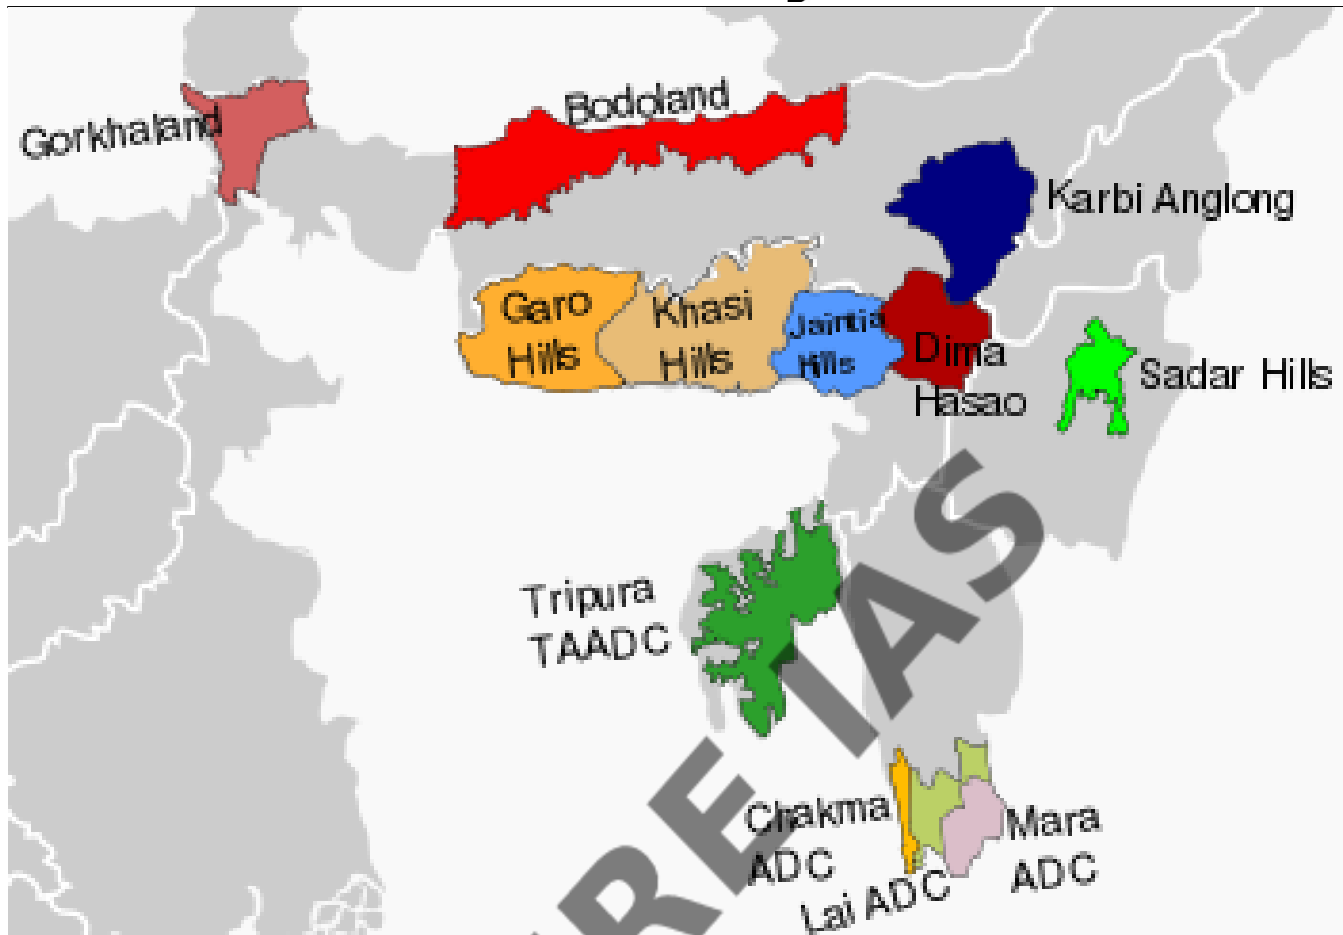 Bodoland
Gorkhaland
Karbi Anglong
Garo
Hills
Khasi
Hills
Jaintia
Hills
Dima
Hasao
Sadar Hills
Tripura
TAADC
Chakma
ADC
Lai ADC
Mara
ADC
RE IAS